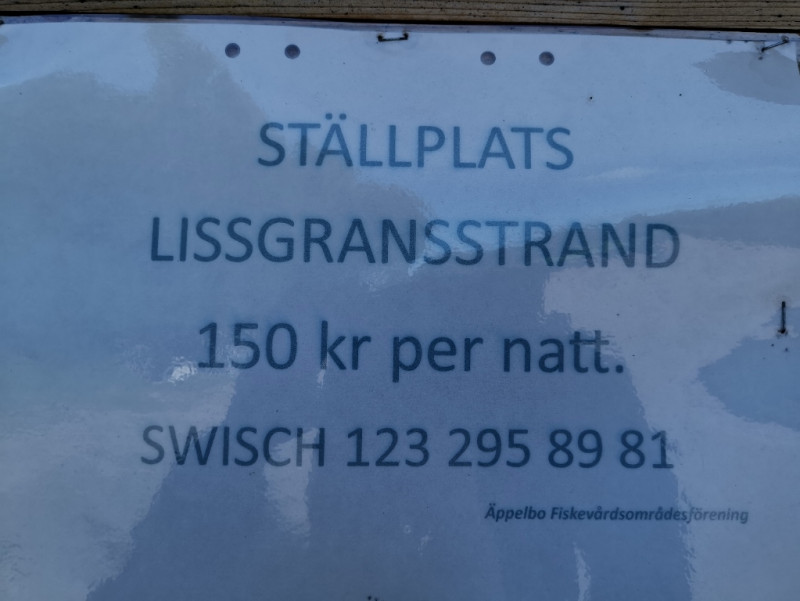 STÄLLPLATS
LISSGRANSSTRAND
150 kr per natt.
SWISCH 123 295 89 81
Äppelbo Fiskevårdsområdesförening